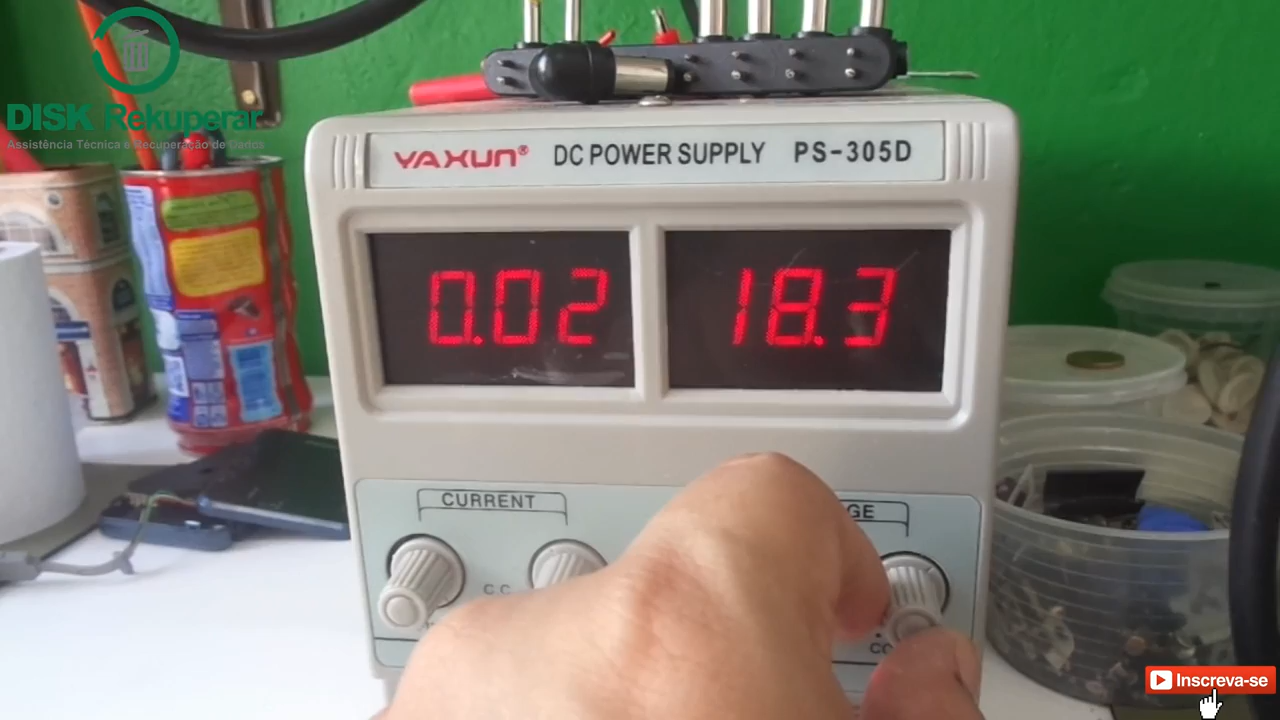 DISK Rekuperar
Assistência Técnica e Recuperação de Dados
YAXUN® DC POWER SUPPLY PS-305D
0.02 18.3
CURRENT
GE
C.C.
CO
Inscreva-se